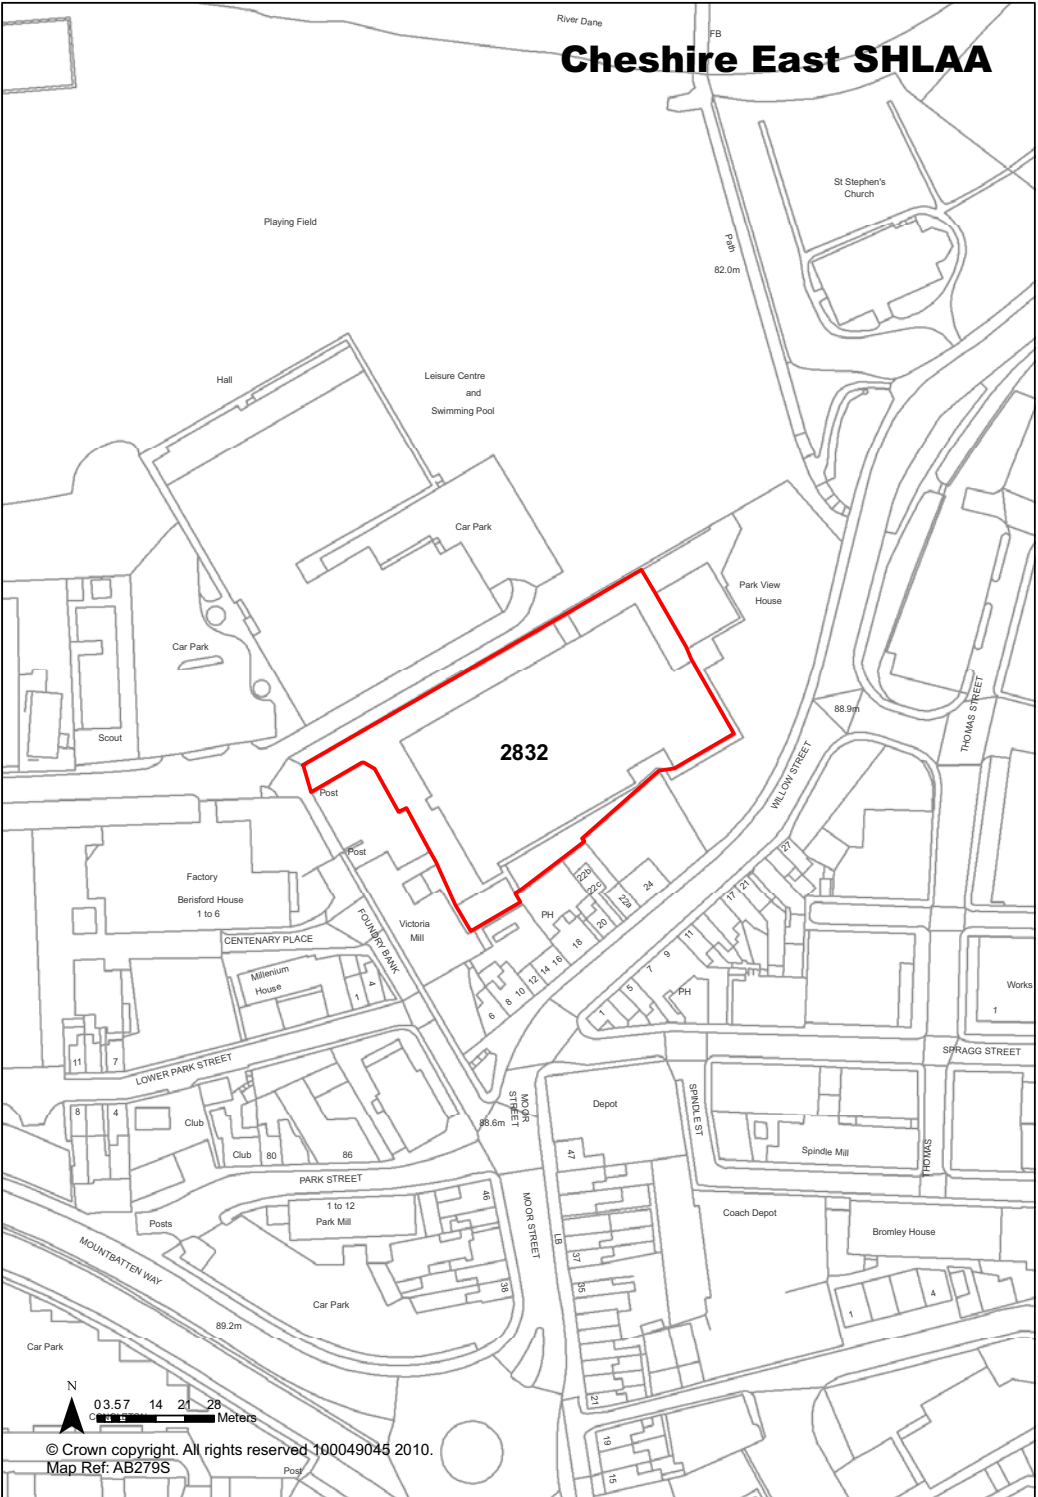 River Dane
FB
Cheshire East SHLAA
St Stephen's
Church
Playing Field
Path
82.0m
Hall
Leisure Centre
and
Swimming Pool
Car Park
Park View
House
Car Park
Scout
THOMAS STREET
88.9m
2832
WILLOW STREET
Post
Post
Factory
Berisford House
1 to 6
CENTENARY PLACE
FOUNDRY BANK
Victoria
Mill
PH
22b
22c
22a
24
20
18
16
14
12
10
8
6
27
21
17
11
9
7
5
1
PH
Works
1
Millenium
House
1
4
11
7
LOWER PARK STREET
SPRAGG STREET
8
4
Club
Club
80
86
MOOR
STREET
88.6m
Depot
SPINDLE ST
Spindle Mill
THOMAS
47
PARK STREET
1 to 12
Park Mill
46
MOOR STREET
LB
Coach Depot
Bromley House
Posts
MOUNTBATTEN WAY
37
35
38
1
4
Car Park
89.2m
Car Park
21
19
15
N
0 3.5 7 14 21 28
Meters
CONGLETON
© Crown copyright. All rights reserved 100049045 2010.
Map Ref: AB279S
Post